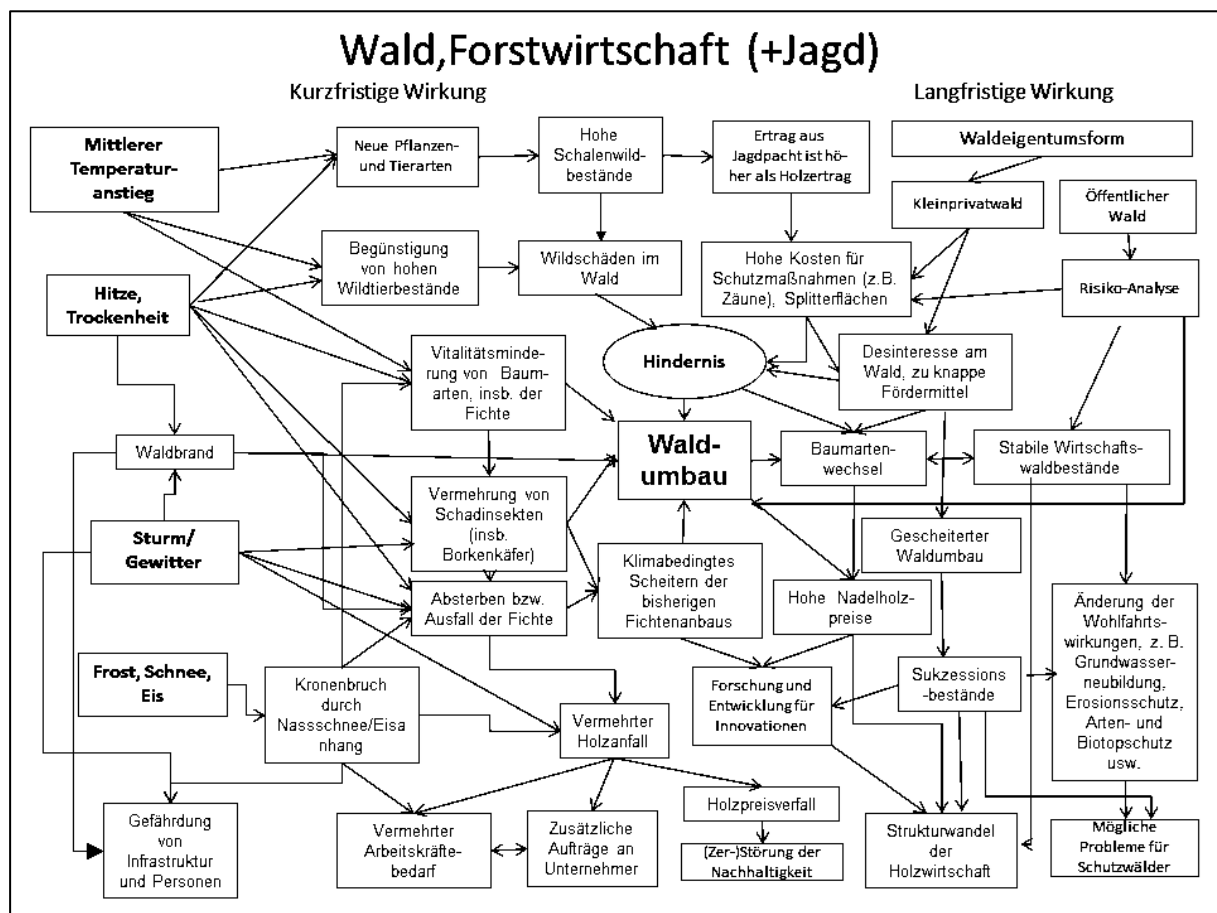 Wald,Forstwirtschaft (+Jagd)
Kurzfristige Wirkung
Langfristige Wirkung
Mittlerer
Temperatur-
anstieg
Neue Pflanzen-
und Tierarten
Hohe
Schalenwild-
bestände
Ertrag aus
Jagdpacht ist hö-
her als Holzertrag
Waldeigentumsform
Kleinprivatwald
Öffentlicher
Wald
Begünstigung
von hohen
Wildtierbestände
Wildschäden im
Wald
Hohe Kosten für
Schutzmaßnahmen (z.B.
Zäune), Splitterflächen
Risiko-Analyse
Hitze,
Trockenheit
Vitalitätsminde-
rung von Baum-
arten, insb. der
Fichte
Hindernis
Desinteresse am
Wald, zu knappe
Fördermittel
Waldbrand
Wald-
umbau
Baumarten-
wechsel
Stabile Wirtschafts-
waldbestände
Vermehrung von
Schadinsekten
(insb.
Borkenkäfer)
Sturm/
Gewitter
Gescheiterter
Waldumbau
Klimabedingtes
Scheitern der
bisherigen
Fichtenanbaus
Absterben bzw.
Ausfall der Fichte
Hohe Nadelholz-
preise
Änderung der
Wohlfahrts-
wirkungen, z. B.
Grundwasser-
neubildung,
Erosionsschutz,
Arten- und
Biotopschutz
usw.
Frost, Schnee,
Eis
Kronenbruch
durch
Nassschnee/Eisa
nhang
Vermehrter
Holzanfall
Forschung und
Entwicklung für
Innovationen
Sukzessions
-bestände
Gefährdung
von
Infrastruktur
und Personen
Vermehrter
Arbeitskräfte-
bedarf
Zusätzliche
Aufträge an
Unternehmer
Holzpreisverfall
(Zer-)Störung der
Nachhaltigkeit
Strukturwandel
der
Holzwirtschaft
Mögliche
Probleme für
Schutzwälder